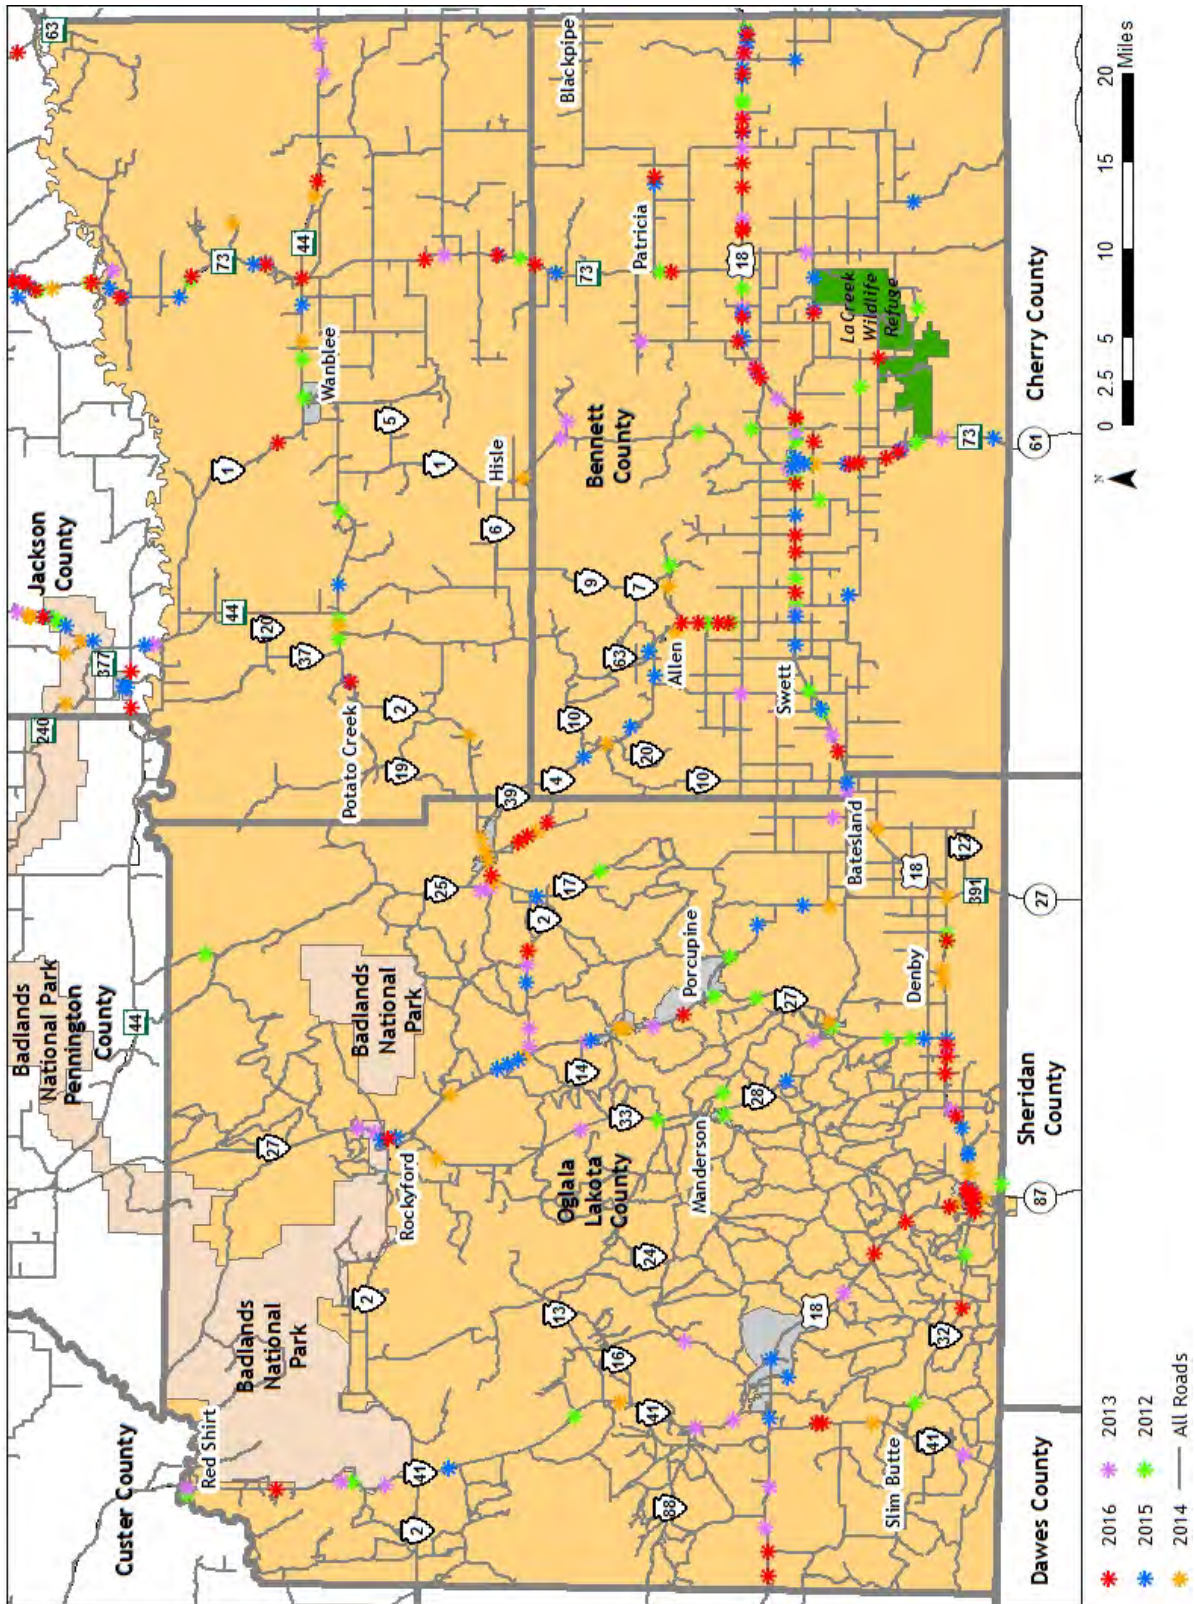 Custer County
Red Shirt
Badlands
National
Park
Badlands
National Park
Pennington
County
44
240
377
Jackson
County
63
27
2
41
2
Rockyford
Badlands
National
Park
25
Potato Creek
19
2
37
120
44
1
Wanblee
5
1
Hisle
6
73
44
Oglala
Lakota
County
13
16
41
88
24
33
14
2
17
39
4
10
20
10
63
Allen
7
9
Bennett
County
73
Patricia
Blackpipe
18
Manderson
28
27
Porcupine
18
Slim Butte
41
32
Denby
Batesland
18
127
391
Swett
LaCreek
Wildlife
Refuge
73
Dawes County
87
Sheridan
County
27
61
Cherry County
2016
2013
2015
2012
2014
All Roads
N
0 2.5 5 10 15 20
Miles